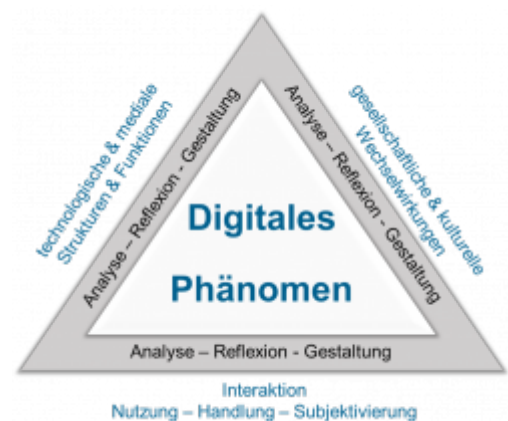 technologische & mediale
Strukturen & Funktionen
Analyse – Reflexion - Gestaltung
gesellschaftliche & kulturelle
Wechselwirkungen
Analyse – Reflexion - Gestaltung
Digitales
Phänomen
Analyse – Reflexion - Gestaltung
Interaktion
Nutzung – Handlung – Subjektivierung